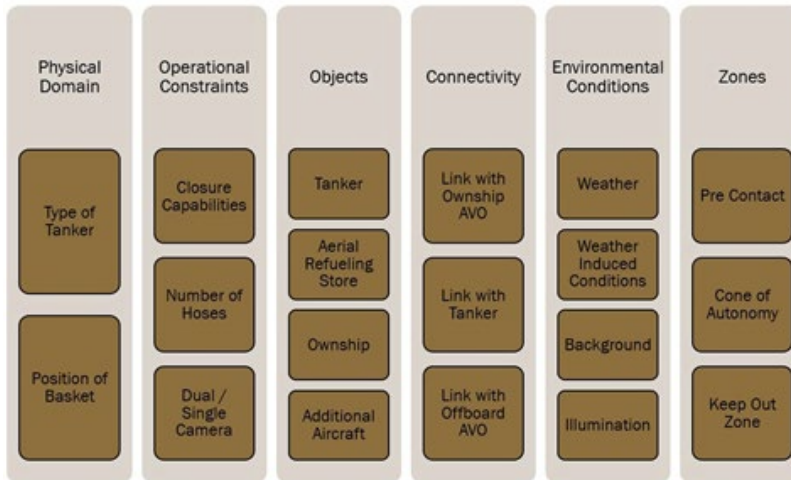 Physical
Domain
Type of
Tanker
Position of
Basket
Operational
Constraints
Closure
Capabilities
Number of
Hoses
Dual /
Single
Camera
Objects
Tanker
Aerial
Refueling
Store
Ownship
Additional
Aircraft
Connectivity
Link with
Ownship
AVO
Link with
Tanker
Link with
Offboard
AVO
Environmental
Conditions
Weather
Weather
Induced
Conditions
Background
Illumination
Zones
Pre Contact
Cone of
Autonomy
Keep Out
Zone